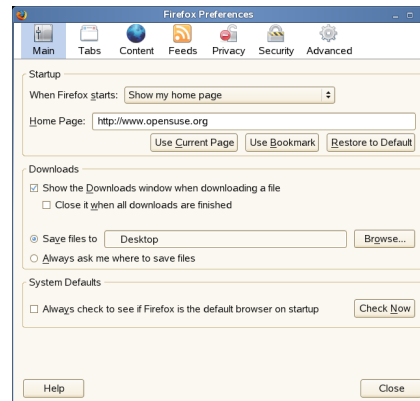 Firefox Preferences
Main Tabs Content Feeds Privacy Security Advanced
Startup
When Firefox starts: Show my home page
Home Page: http://www.opensuse.org
Use Current Page Use Bookmark Restore to Default
Downloads
Show the Downloads window when downloading a file
Close it when all downloads are finished
Save files to Desktop Browse...
Always ask me where to save files
System Defaults
Always check to see if Firefox is the default browser on startup Check Now
Help Close